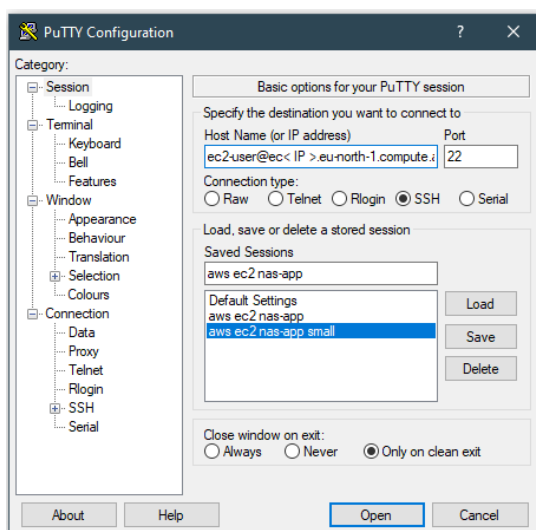 PuTTY Configuration
Category:
Session
Logging
Terminal
Keyboard
Bell
Features
Window
Appearance
Behaviour
Translation
Selection
Colours
Connection
Data
Proxy
Telnet
Rlogin
SSH
Serial
Basic options for your PuTTY session
Specify the destination you want to connect to
Host Name (or IP address) Port
ec2-user@ec< IP >.eu-north-1.compute.a 22
Connection type:
Raw Telnet Rlogin SSH Serial
Load, save or delete a stored session
Saved Sessions
aws ec2 nas-app
Default Settings
aws ec2 nas-app
aws ec2 nas-app small
Load
Save
Delete
Close window on exit:
Always Never Only on clean exit
About Help Open Cancel